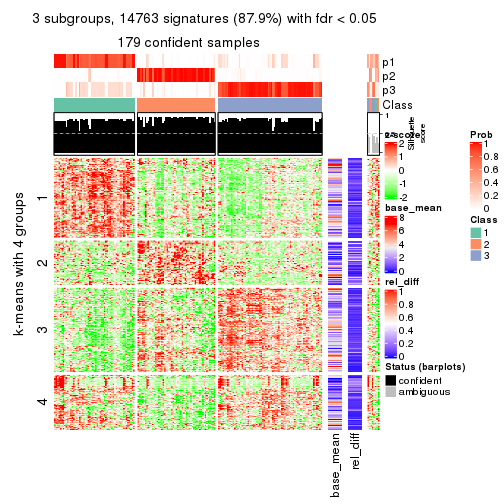 3 subgroups, 14763 signatures (87.9%) with fdr < 0.05
179 confident samples
p1
p2
p3
Class
1
0
Silhouette
score
z-score
2
1
0
-1
-2
base_mean
8
6
4
2
0
rel_diff
1
0.8
0.6
0.4
0.2
0
Prob
1
0.8
0.6
0.4
0.2
0
Class
1
2
3
Status (barplots)
confident
ambiguous
k-means with 4 groups
1
2
3
4
base_mean
rel_diff